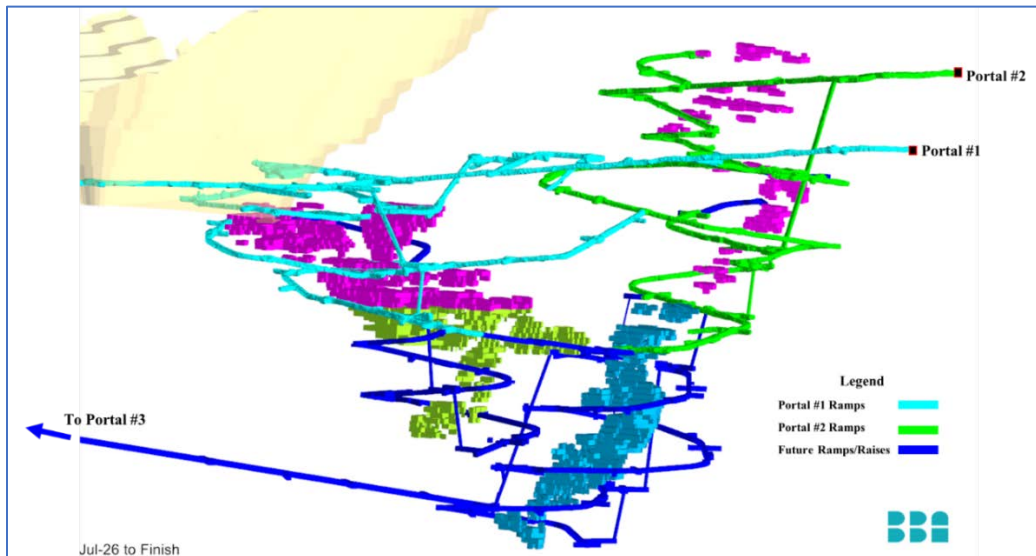 Portal #2
Portal #1
Legend
Portal #1 Ramps
Portal #2 Ramps
Future Ramps/Raises
To Portal #3
BBA
Jul-26 to Finish